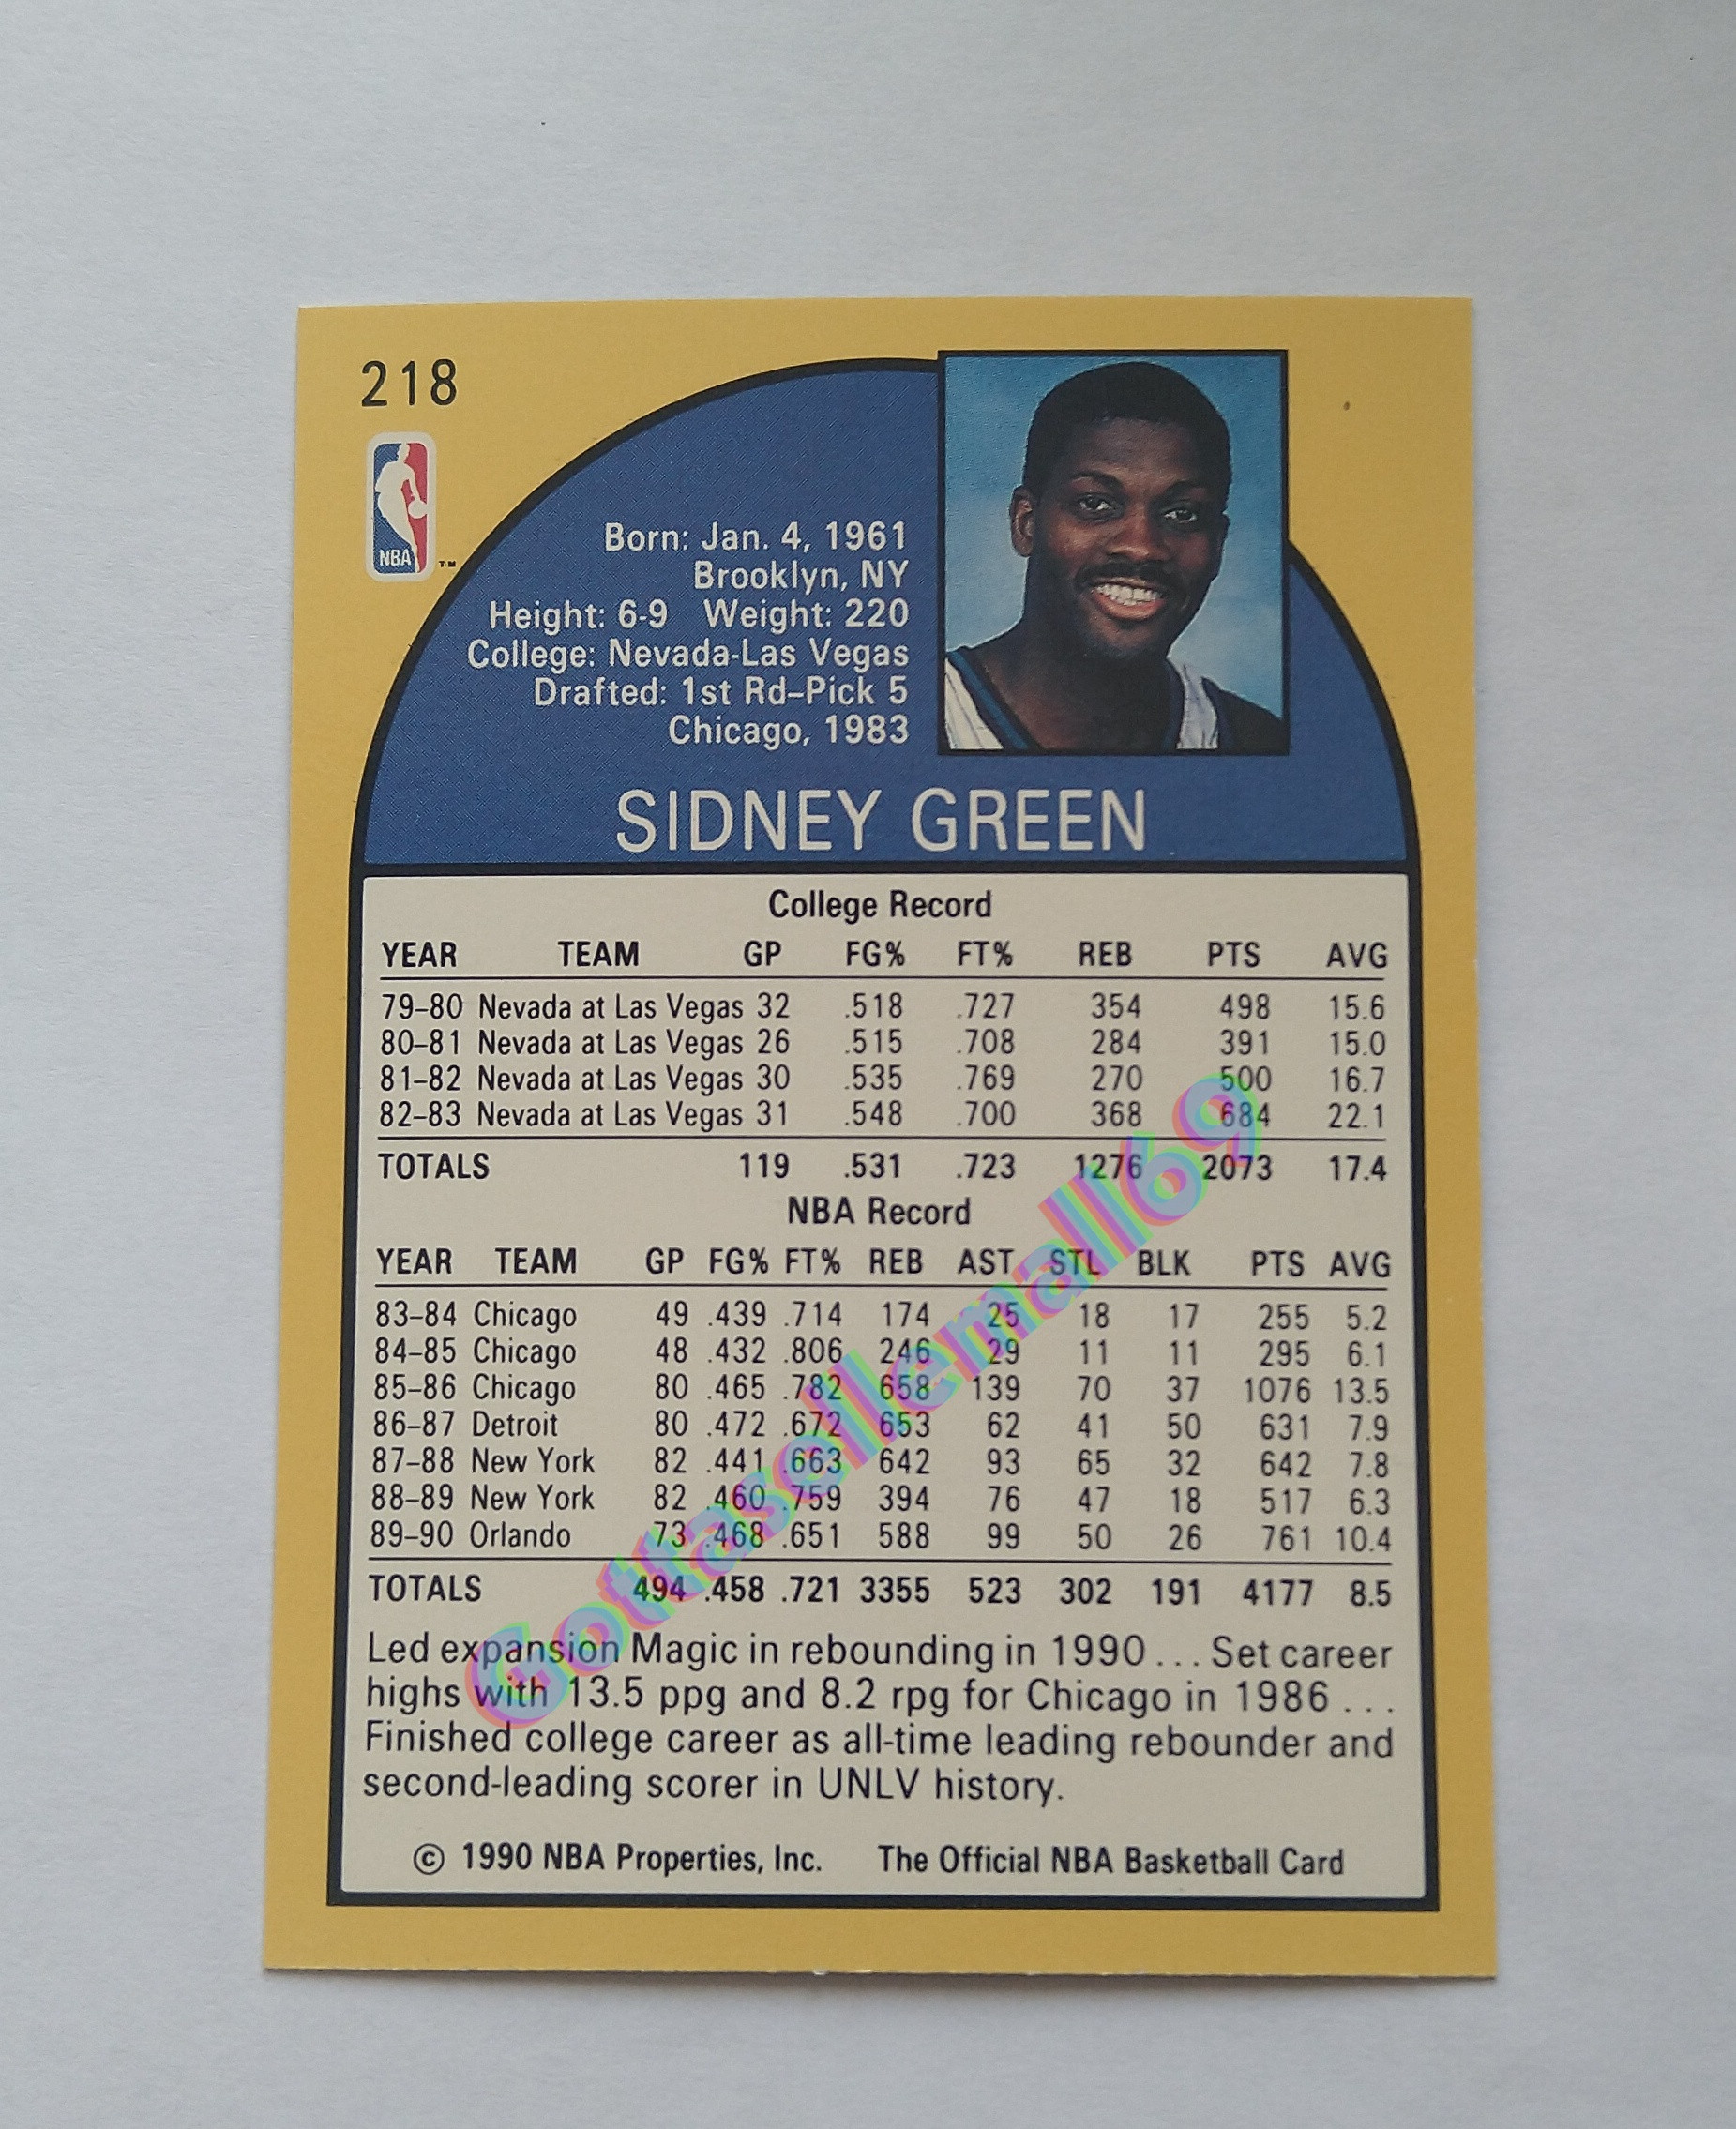 218
NBA
TM
Born: Jan. 4, 1961
Brooklyn, NY
Height: 6-9 Weight: 220
College: Nevada-Las Vegas
Drafted: 1st Rd–Pick 5
Chicago, 1983
SIDNEY GREEN
College Record
YEAR TEAM GP FG% FT% REB PTS AVG
79–80 Nevada at Las Vegas 32 .518 .727 354 498 15.6
80–81 Nevada at Las Vegas 26 .515 .708 284 391 15.0
81–82 Nevada at Las Vegas 30 .535 .769 270 500 16.7
82–83 Nevada at Las Vegas 31 .548 .700 368 684 22.1
TOTALS 119 .531 .723 1276 2073 17.4
NBA Record
YEAR TEAM GP FG% FT% REB AST STL BLK PTS AVG
83–84 Chicago 49 .439 .714 174 25 18 17 255 5.2
84–85 Chicago 48 .432 .806 246 29 11 11 295 6.1
85–86 Chicago 80 .465 .782 658 139 70 37 1076 13.5
86–87 Detroit 80 .472 .672 653 62 41 50 631 7.9
87–88 New York 82 .441 .663 642 93 65 32 642 7.8
88–89 New York 82 .460 .759 394 76 47 18 517 6.3
89–90 Orlando 73 .468 .651 588 99 50 26 761 10.4
TOTALS 494 .458 .721 3355 523 302 191 4177 8.5
Led expansion Magic in rebounding in 1990 ... Set career
highs with 13.5 ppg and 8.2 rpg for Chicago in 1986 ...
Finished college career as all-time leading rebounder and
second-leading scorer in UNLV history.
© 1990 NBA Properties, Inc. The Official NBA Basketball Card
Gottasellemall69